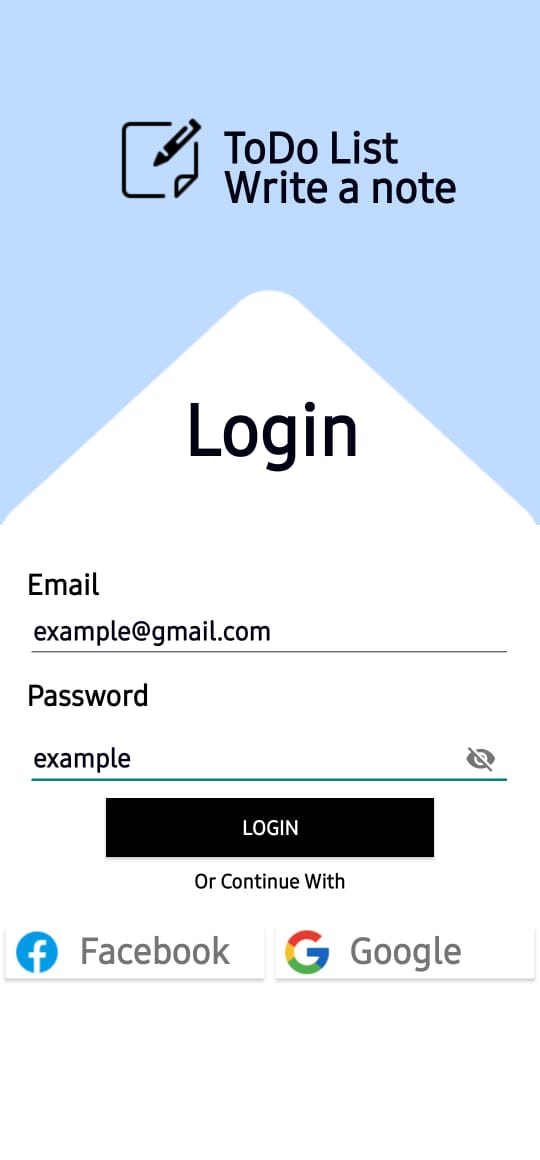 ToDo List
Write a note
Login
Email
example@gmail.com
Password
example
LOGIN
Or Continue With
Facebook
Google